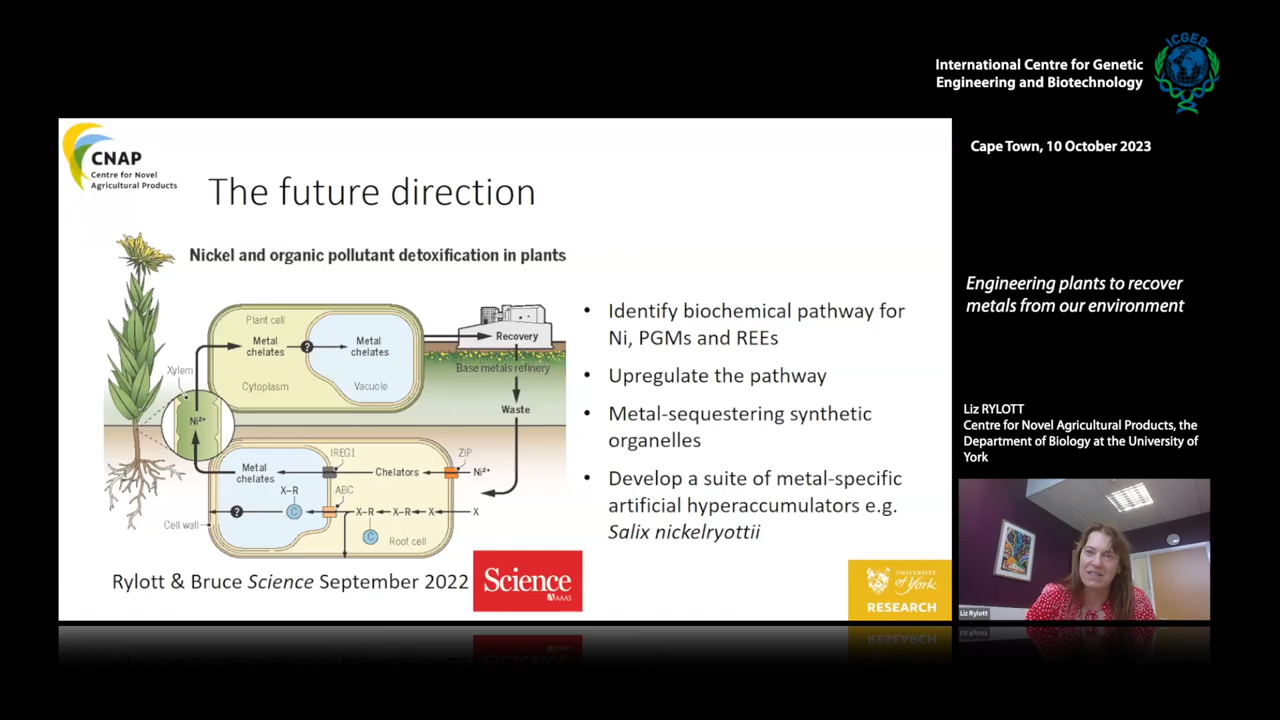 ICGEB
International Centre for Genetic
Engineering and Biotechnology
Cape Town, 10 October 2023
CNAP
Centre for Novel
Agricultural Products
The future direction
Nickel and organic pollutant detoxification in plants
Plant cell
Metal
chelates
?
Metal
chelates
Cytoplasm
Vacuole
Xylem
Ni²⁺
Recovery
Base metals refinery
Waste
IREG1
ZIP
Metal
chelates
Chelators
Ni²⁺
X–R
ABC
?
C
X–R
X–R
X
X
Cell wall
C
Root cell
• Identify biochemical pathway for
Ni, PGMs and REEs
• Upregulate the pathway
• Metal-sequestering synthetic
organelles
• Develop a suite of metal-specific
artificial hyperaccumulators e.g.
Salix nickelryottii
Rylott & Bruce Science September 2022
Science
AAAS
UNIVERSITY
of York
RESEARCH
Engineering plants to recover
metals from our environment
Liz RYLOTT
Centre for Novel Agricultural Products, the
Department of Biology at the University of
York
Liz Rylott